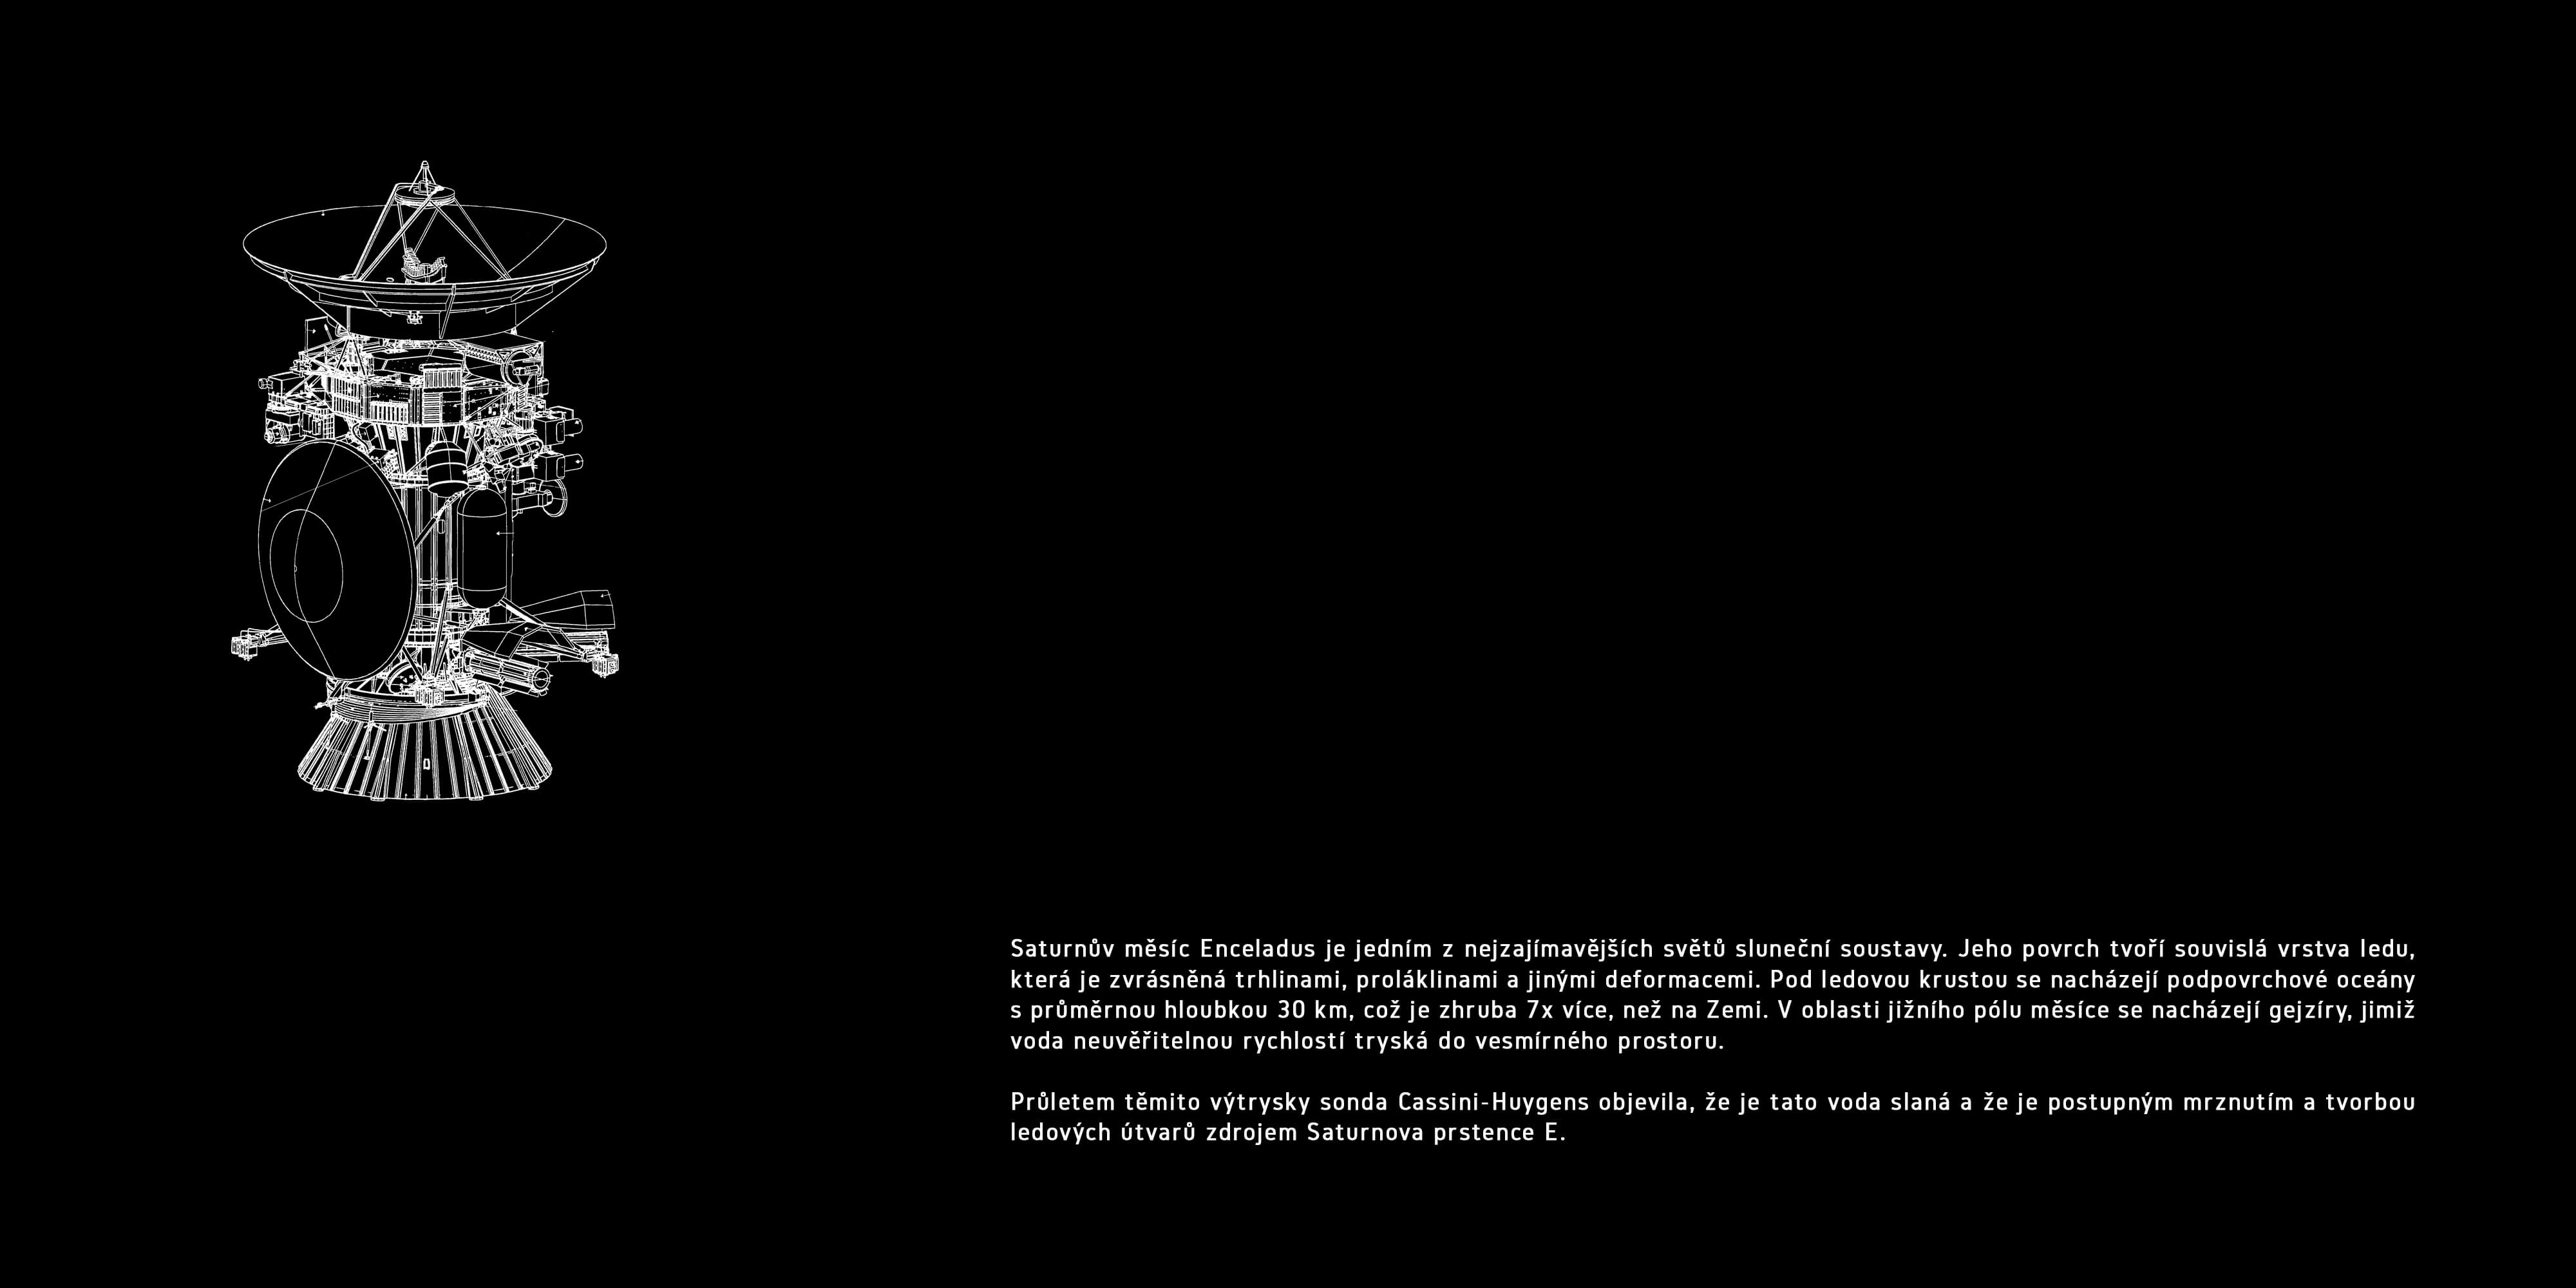 Saturnův měsíc Enceladus je jedním z nejzajímavějších světů sluneční soustavy. Jeho povrch tvoří souvislá vrstva ledu,
která je zvrásněná trhlinami, proláklinami a jinými deformacemi. Pod ledovou krustou se nacházejí podpovrchové oceány
s průměrnou hloubkou 30 km, což je zhruba 7x více, než na Zemi. V oblasti jižního pólu měsíce se nacházejí gejzíry, jimiž
voda neuvěřitelnou rychlostí tryská do vesmírného prostoru.
Průletem těmito výtrysky sonda Cassini-Huygens objevila, že je tato voda slaná a že je postupným mrznutím a tvorbou
ledových útvarů zdrojem Saturnova prstence E.